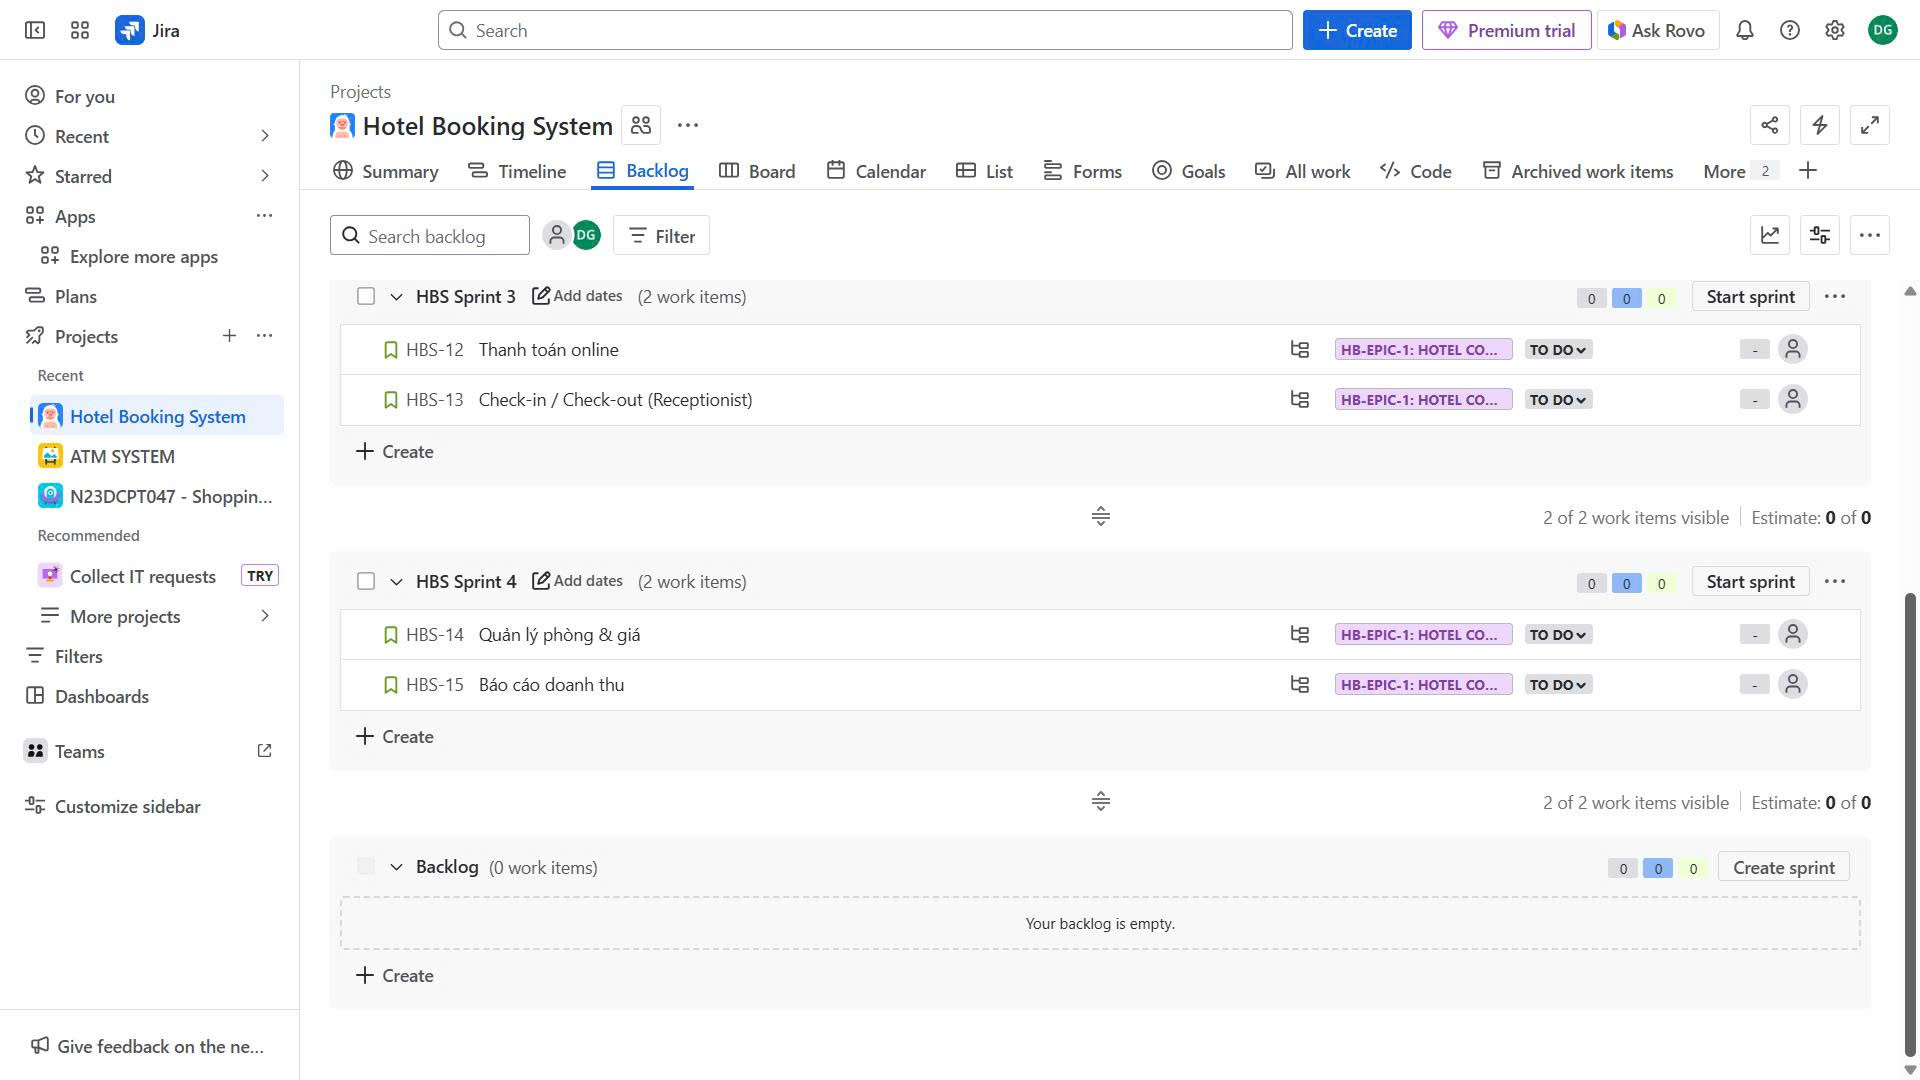 Jira
Search
Create
Premium trial
Ask Rovo
DG
For you
Recent
Starred
Apps
Explore more apps
Plans
Projects
Recent
Hotel Booking System
ATM SYSTEM
N23DCPT047 - Shoppin...
Recommended
Collect IT requests TRY
More projects
Filters
Dashboards
Teams
Customize sidebar
Give feedback on the ne...
Projects
Hotel Booking System
Summary Timeline Backlog Board Calendar List Forms Goals All work Code Archived work items More 2
Search backlog DG Filter
HBS Sprint 3 Add dates (2 work items) 0 0 0 Start sprint
HBS-12 Thanh toán online HB-EPIC-1: HOTEL CO... TO DO -
HBS-13 Check-in / Check-out (Receptionist) HB-EPIC-1: HOTEL CO... TO DO -
Create
2 of 2 work items visible Estimate: 0 of 0
HBS Sprint 4 Add dates (2 work items) 0 0 0 Start sprint
HBS-14 Quản lý phòng & giá HB-EPIC-1: HOTEL CO... TO DO -
HBS-15 Báo cáo doanh thu HB-EPIC-1: HOTEL CO... TO DO -
Create
2 of 2 work items visible Estimate: 0 of 0
Backlog (0 work items) 0 0 0 Create sprint
Your backlog is empty.
Create